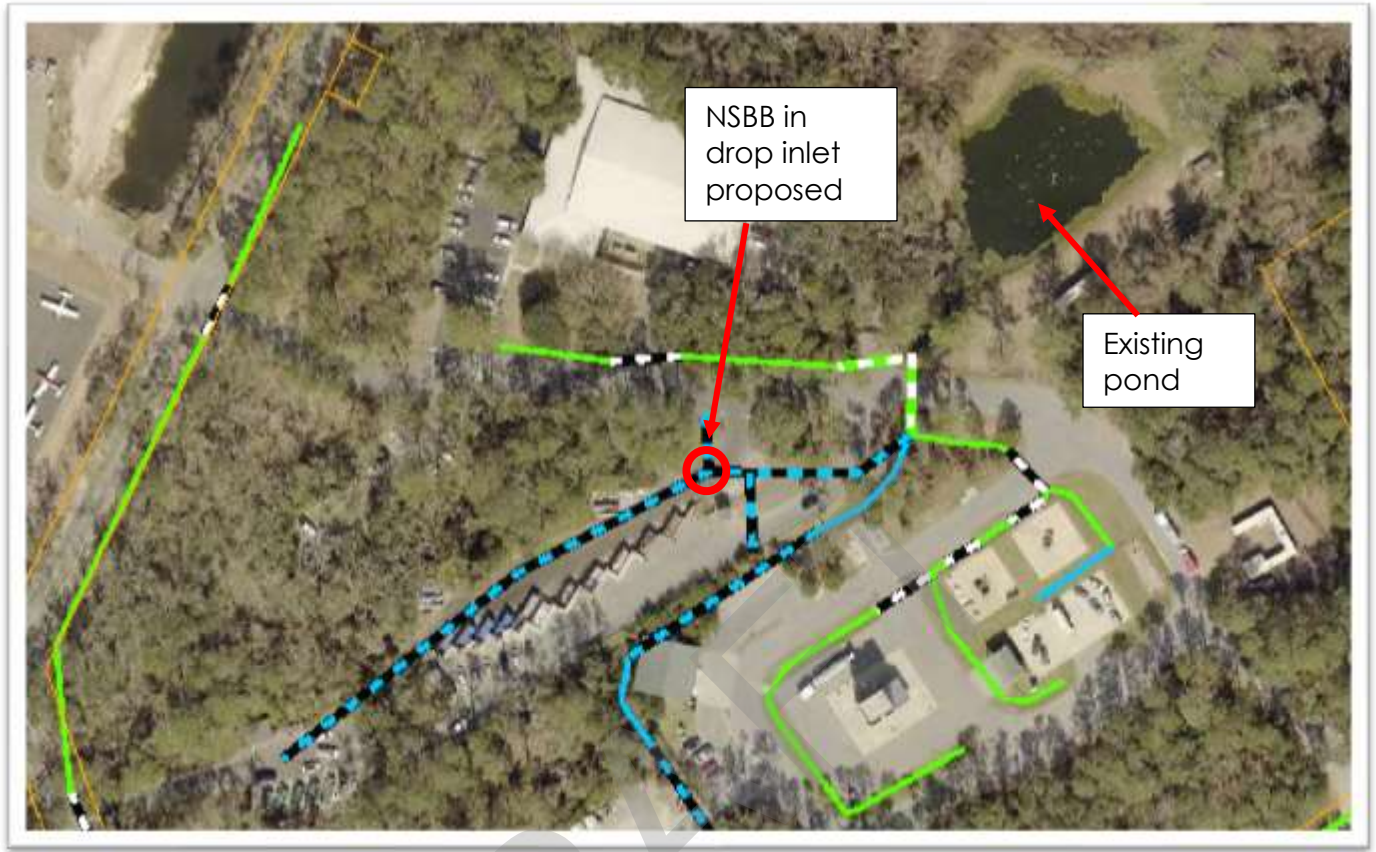 NSBB in
drop inlet
proposed
Existing
pond